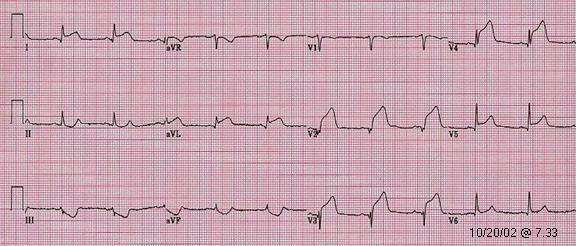 I aVR V1 V4
II aVL V2 V5
III aVF V3 V6
10/20/02 @ 7.33